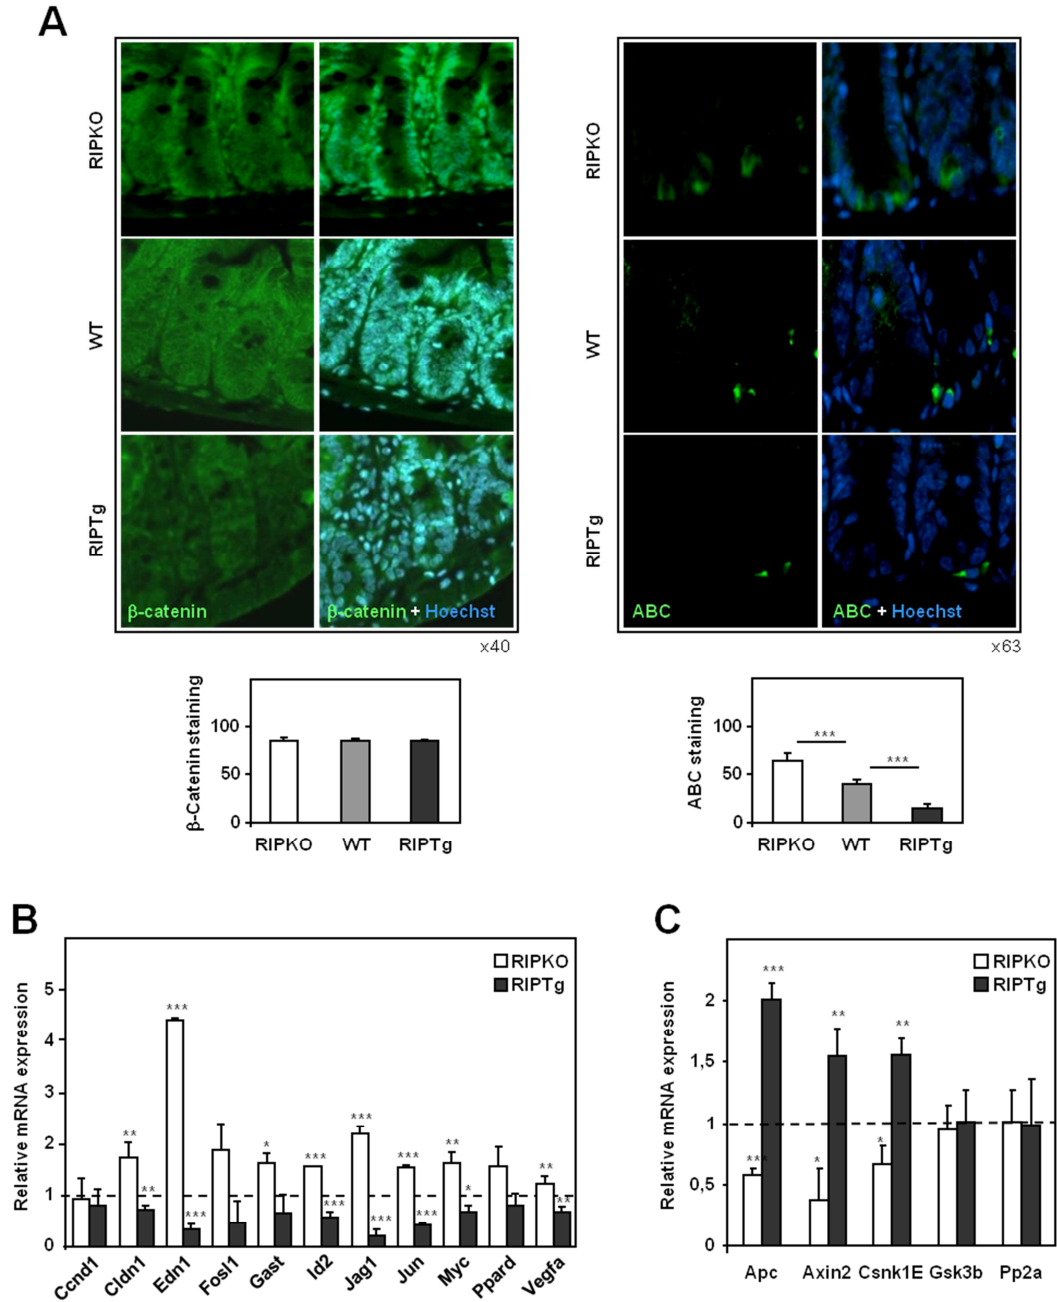 A
RIPKO
WT
RIPTg
β-catenin
β-catenin + Hoechst
x40
RIPKO
WT
RIPTg
ABC
ABC + Hoechst
x63
β-Catenin staining
100
50
0
RIPKO WT RIPTg
ABC staining
100
50
0
***
***
RIPKO WT RIPTg
B
Relative mRNA expression
5
4
3
2
1
0
RIPKO
RIPTg
** ** *** *** * *** *** *** *** *** *** ** * ** **
Ccnd1 Cldn1 Edn1 Fosl1 Gast Id2 Jag1 Jun Myc Ppard Vegfa
C
Relative mRNA expression
2
1,5
1
0,5
0
RIPKO
RIPTg
*** *** * ** * **
Apc Axin2 Csnk1E Gsk3b Pp2a